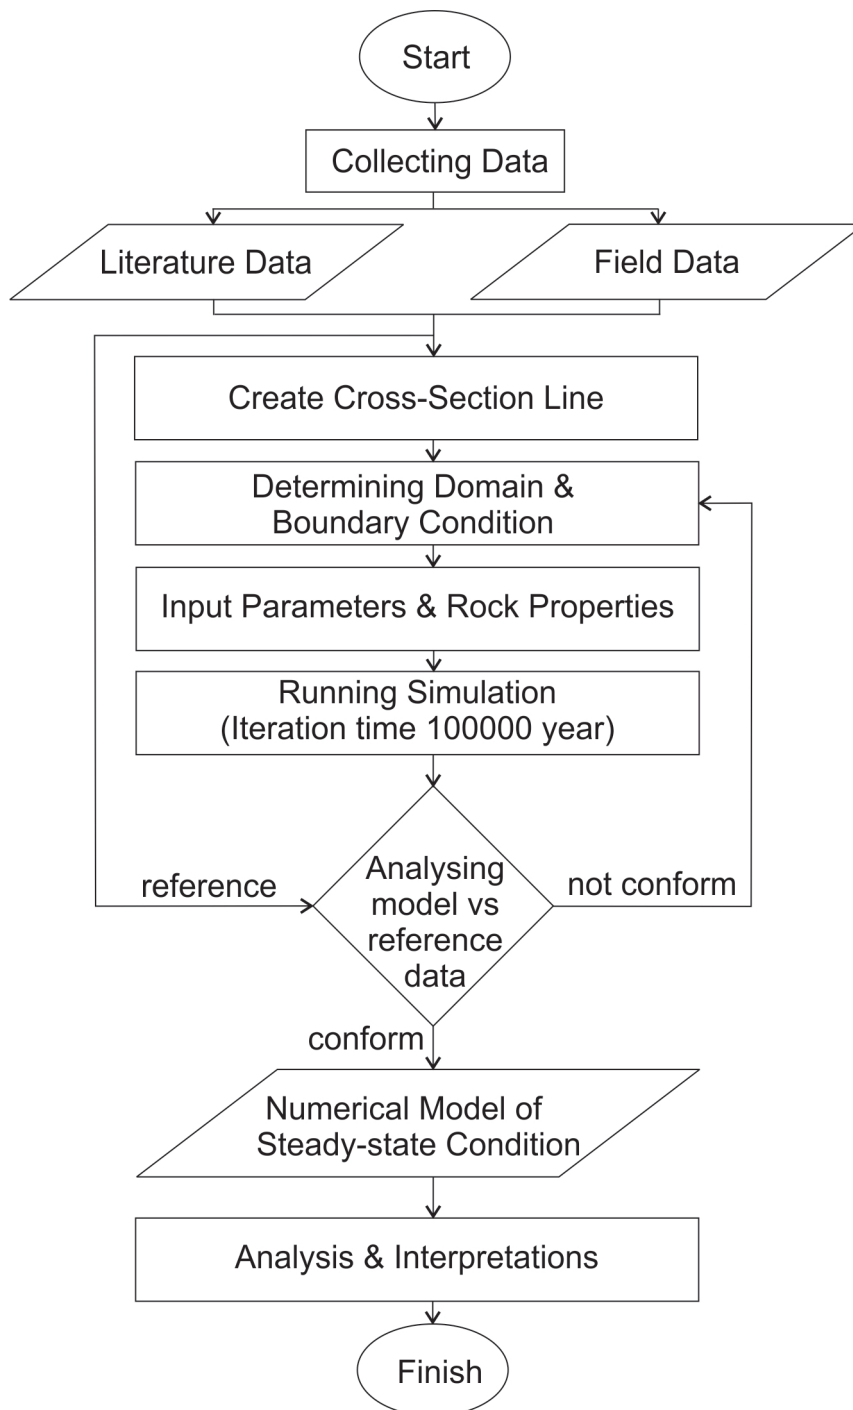 Start
Collecting Data
Literature Data
Field Data
Create Cross-Section Line
Determining Domain &
Boundary Condition
Input Parameters & Rock Properties
Running Simulation
(Iteration time 100000 year)
reference
Analysing
model vs
reference
data
not conform
conform
Numerical Model of
Steady-state Condition
Analysis & Interpretations
Finish